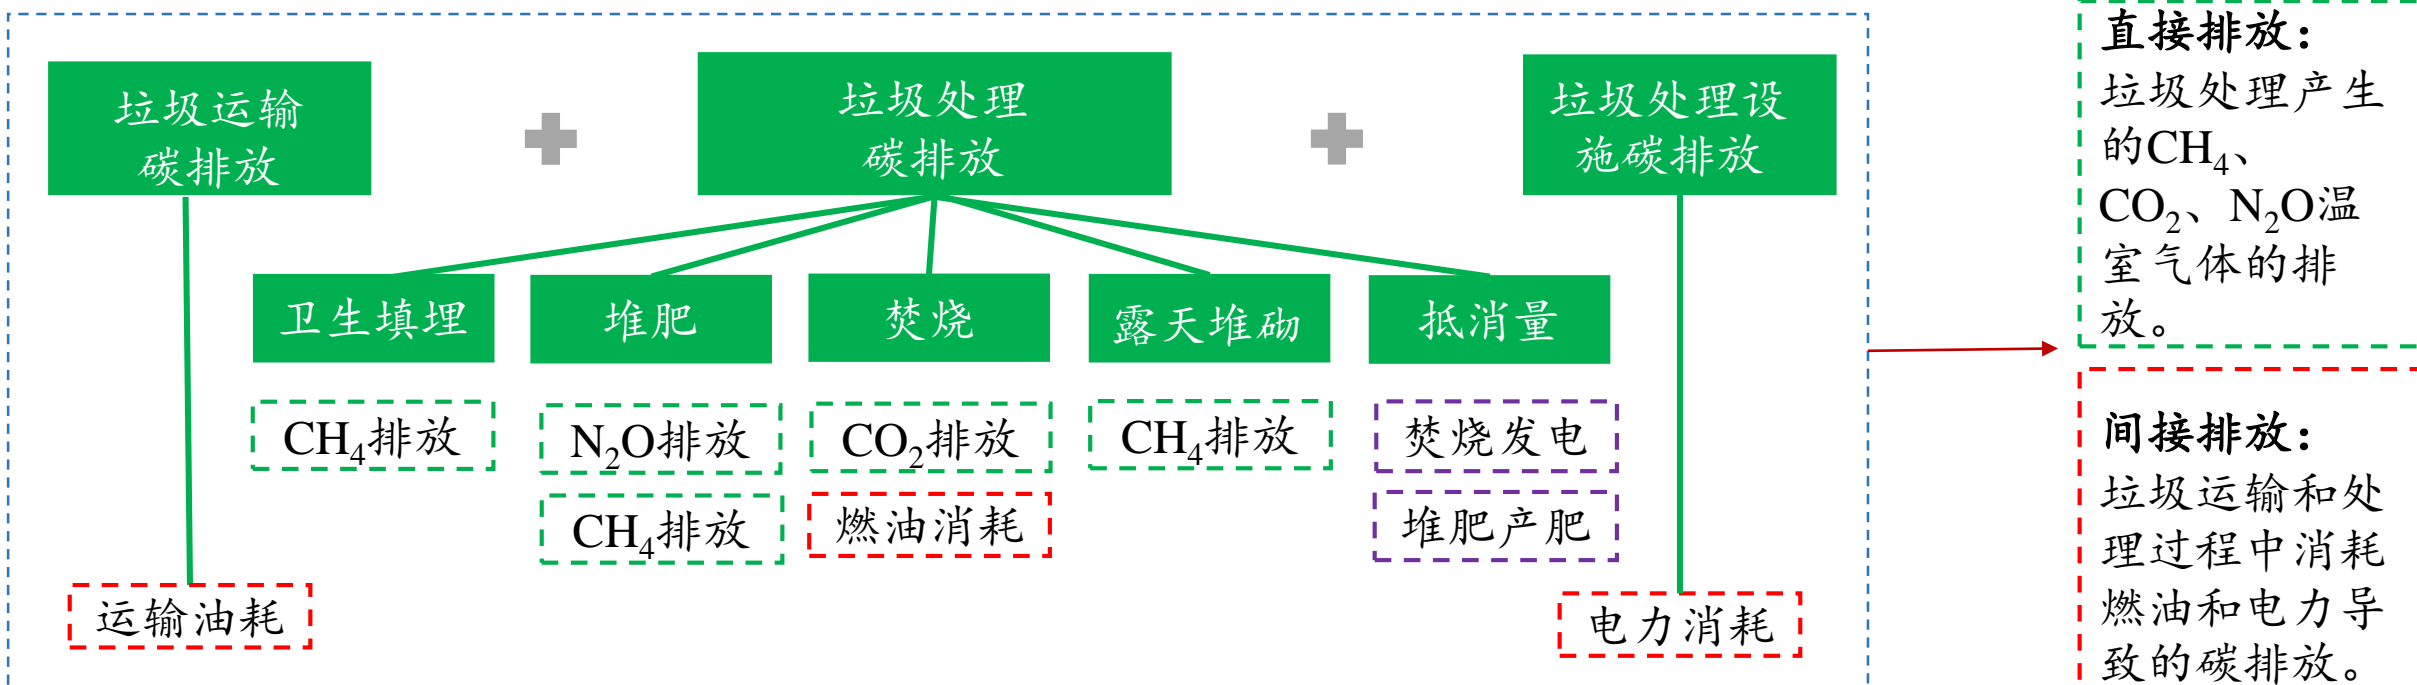 垃圾运输
碳排放
垃圾处理
碳排放
垃圾处理设
施碳排放
卫生填埋
堆肥
焚烧
露天堆砌
抵消量
CH₄排放
N₂O排放
CO₂排放
CH₄排放
焚烧发电
CH₄排放
燃油消耗
堆肥产肥
运输油耗
电力消耗
直接排放：
垃圾处理产生
的CH₄、
CO₂、N₂O温
室气体的排
放。
间接排放：
垃圾运输和处
理过程中消耗
燃油和电力导
致的碳排放。